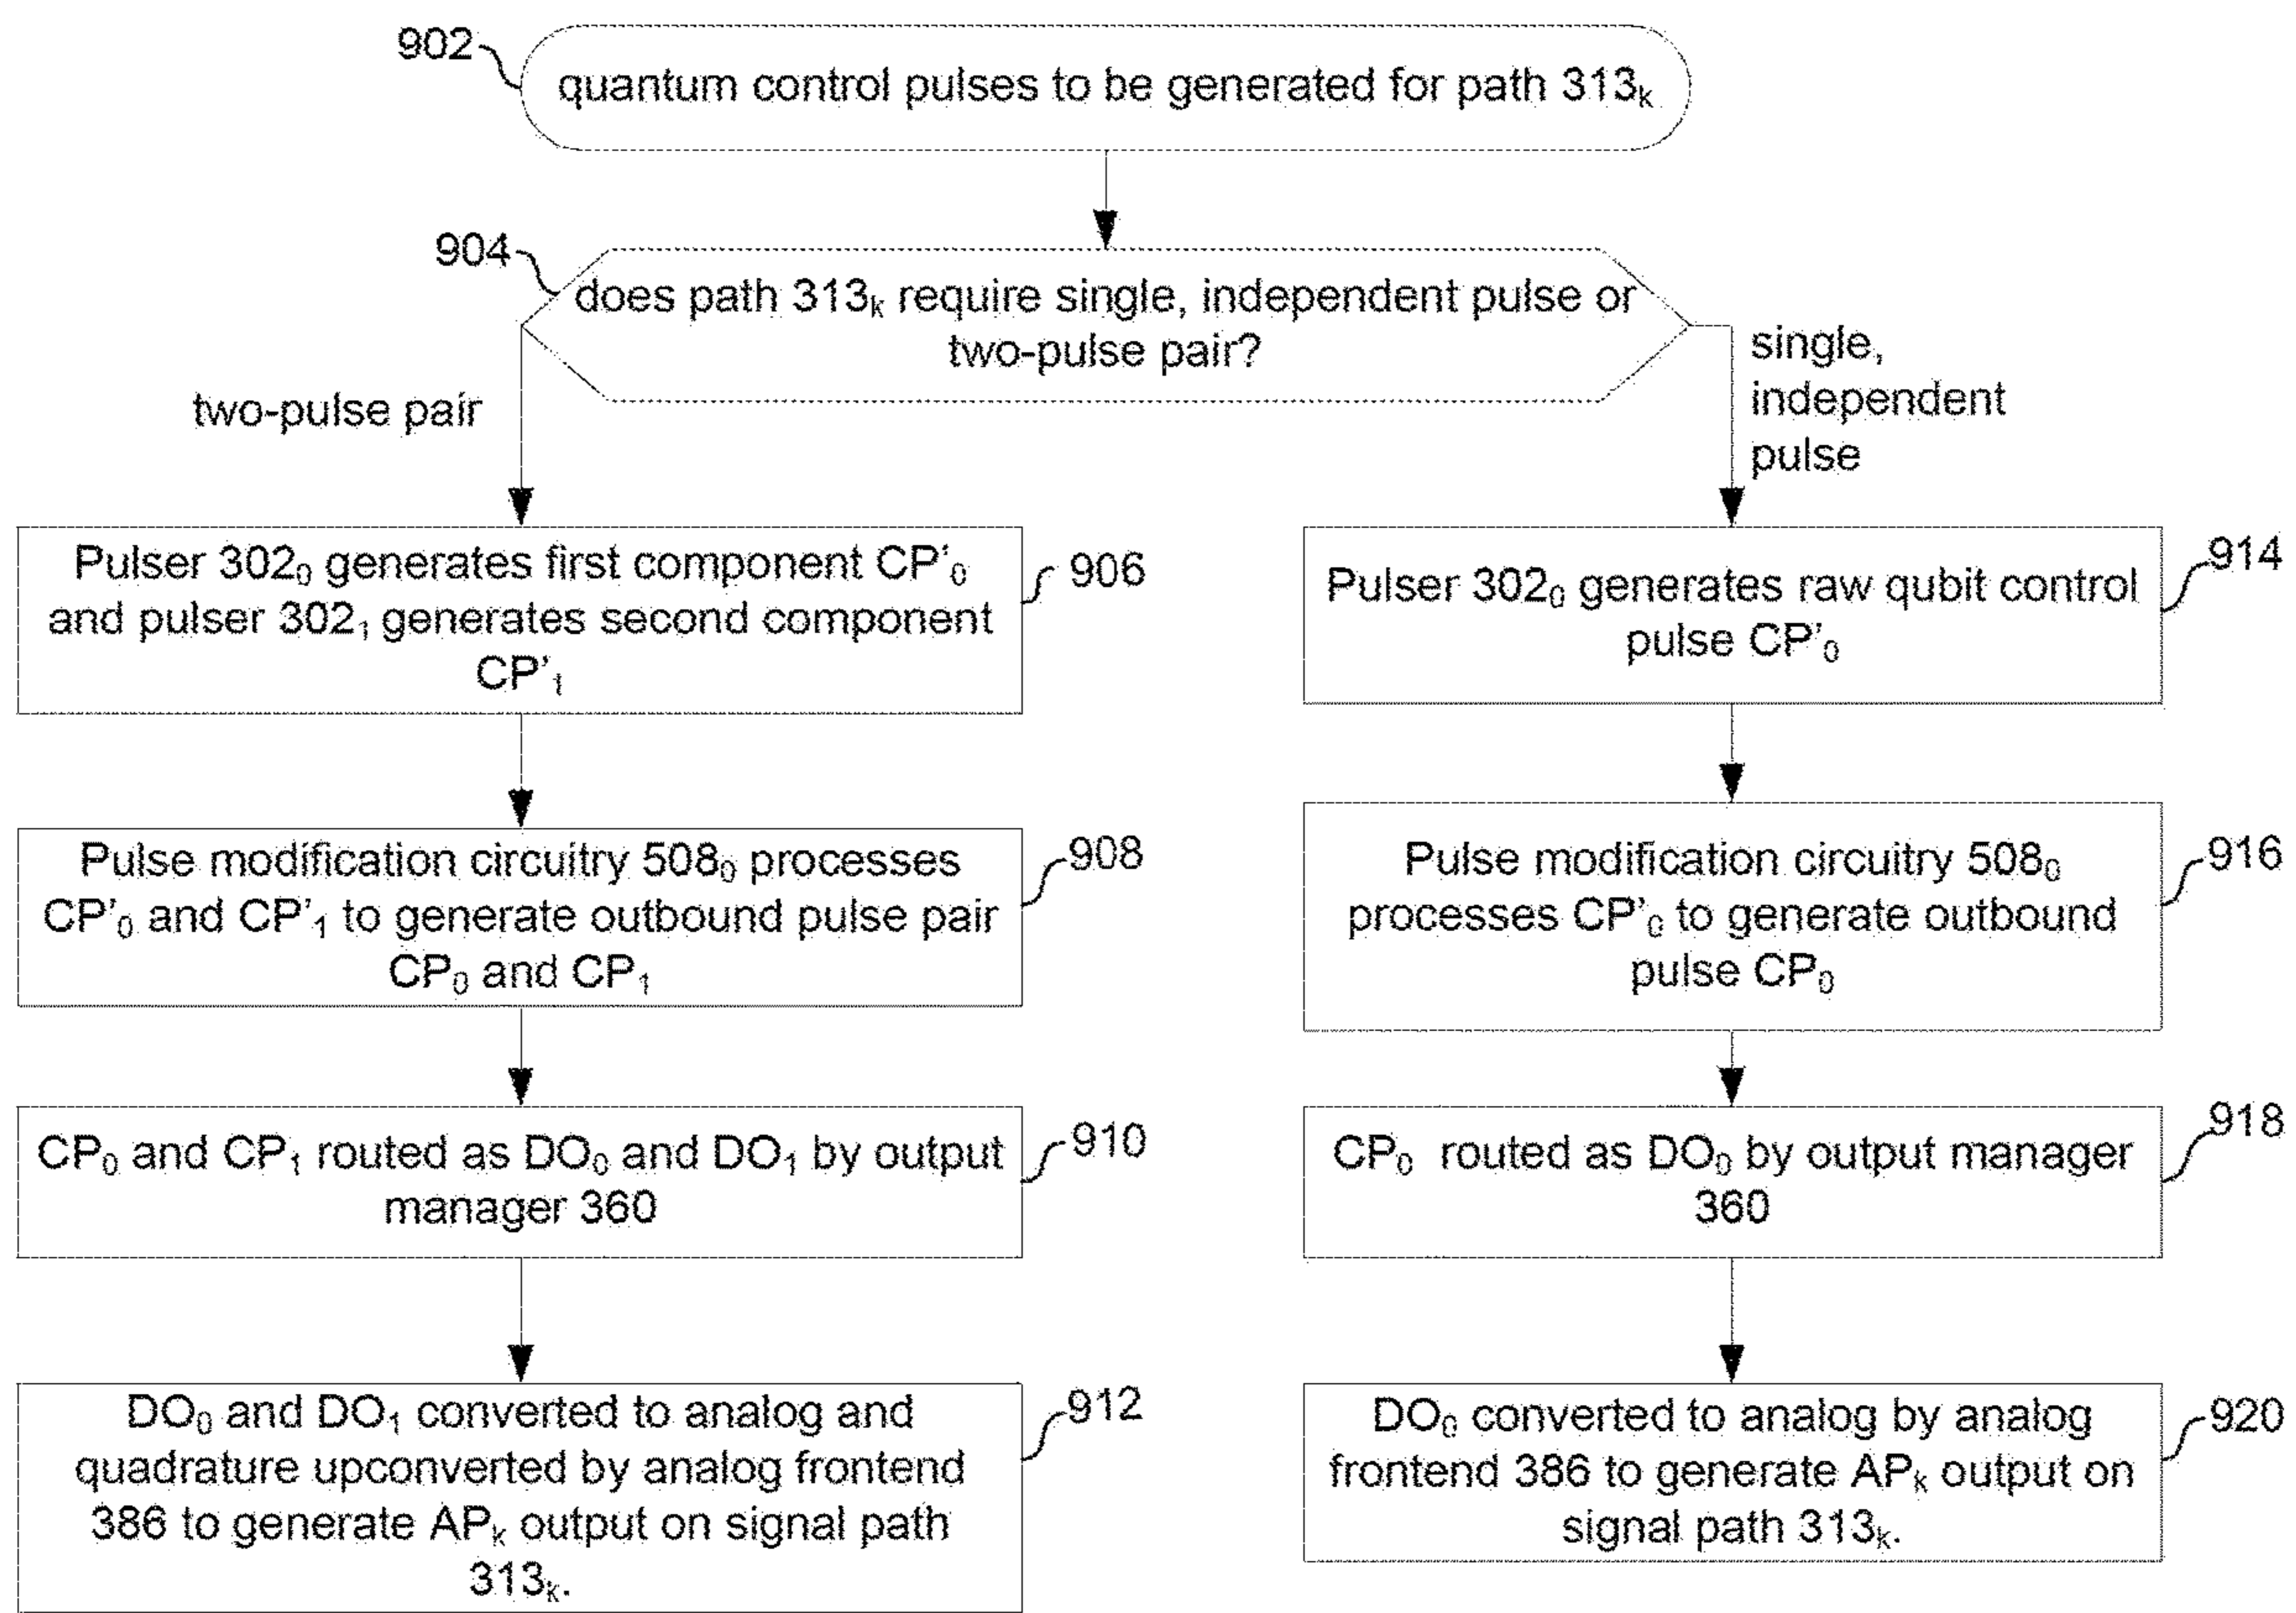 902
quantum control pulses to be generated for path 313ₖ
904
does path 313ₖ require single, independent pulse or
two-pulse pair?
two-pulse pair
single,
independent
pulse
Pulser 302₀ generates first component CP'₀
and pulser 302₁ generates second component
CP'₁
906
Pulse modification circuitry 508₀ processes
CP'₀ and CP'₁ to generate outbound pulse pair
CP₀ and CP₁
908
CP₀ and CP₁ routed as DO₀ and DO₁ by output
manager 360
910
DO₀ and DO₁ converted to analog and
quadrature upconverted by analog frontend
386 to generate APₖ output on signal path
313ₖ.
912
Pulser 302₀ generates raw qubit control
pulse CP'₀
914
Pulse modification circuitry 508₀
processes CP'₀ to generate outbound
pulse CP₀
916
CP₀ routed as DO₀ by output manager
360
918
DO₀ converted to analog by analog
frontend 386 to generate APₖ output on
signal path 313ₖ.
920